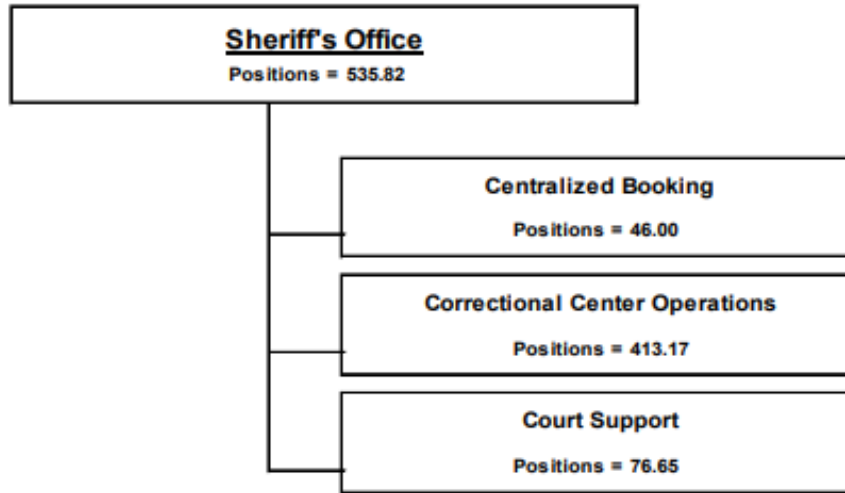 Sheriff's Office
Positions = 535.82
Centralized Booking
Positions = 46.00
Correctional Center Operations
Positions = 413.17
Court Support
Positions = 76.65